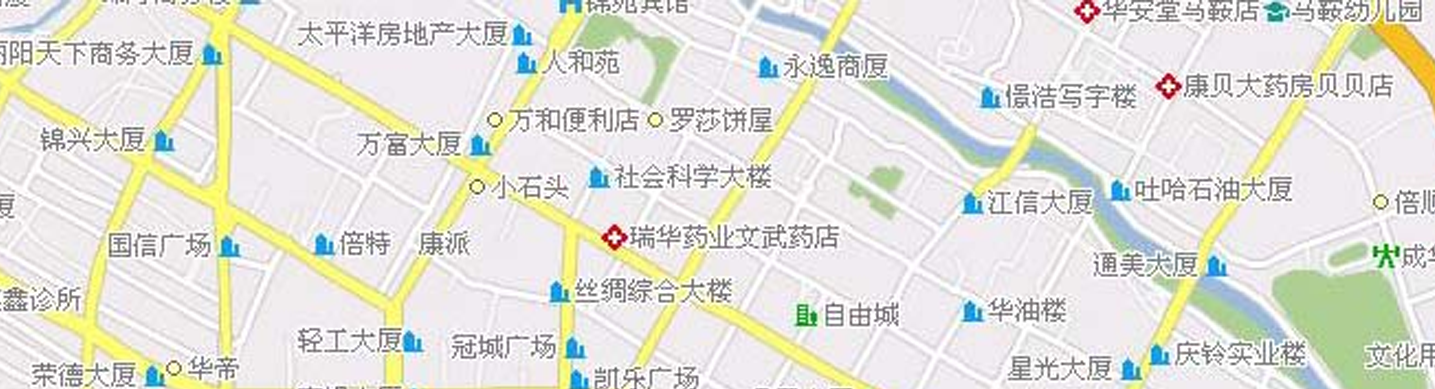 锦苑宾馆
华安堂马鞍店
马鞍幼儿园
太平洋房地产大厦
阳天下商务大厦
人和苑
永逸商厦
康贝大药房贝贝店
憬浩写字楼
万和便利店
罗莎饼屋
锦兴大厦
万富大厦
社会科学大楼
小石头
吐哈石油大厦
江信大厦
倍顺
厦
瑞华药业文武药店
国信广场
倍特
康派
通美大厦
成华
丝绸综合大楼
鑫诊所
自由城
华油楼
轻工大厦
冠城广场
庆铃实业楼
文化用
荣德大厦
华帝
星光大厦
凯乐广场